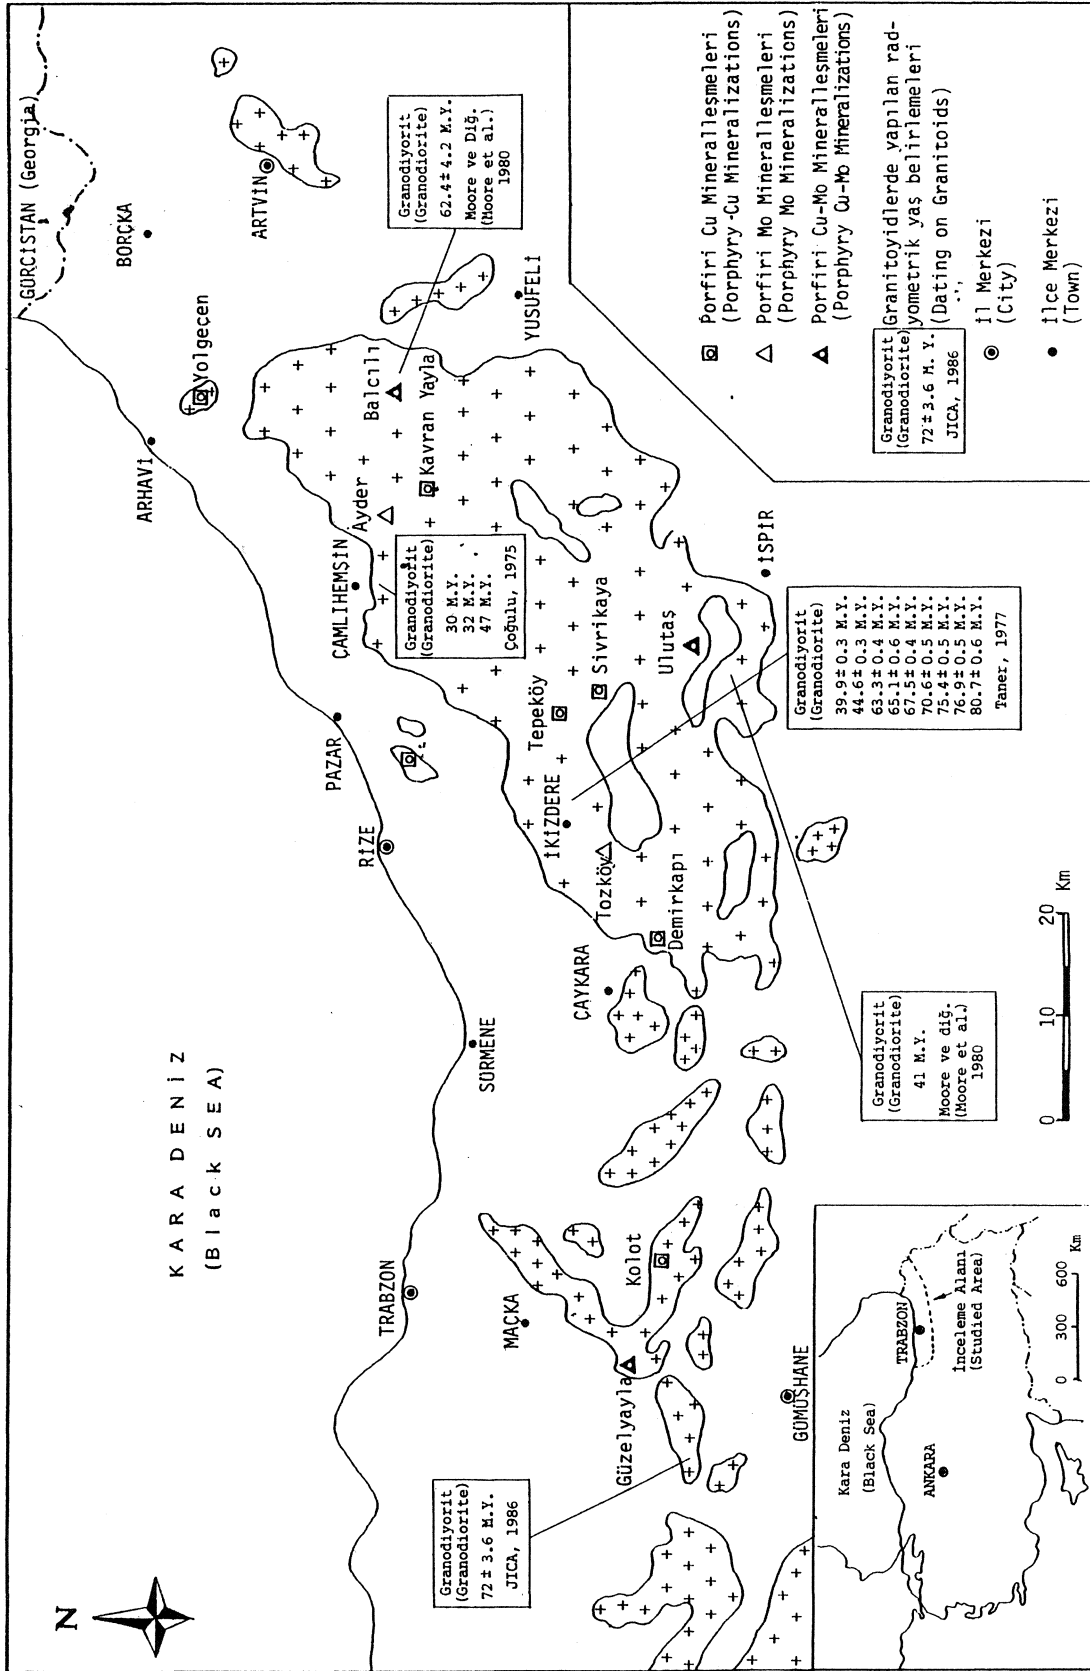 N
KARA DENİZ
(Black SEA)
GÜRCİSTAN (Georgia)
BORÇKA
ARTVİN
Yolgeçen
ARHAVİ
YUSUFELİ
Balcılı
Kavran Yayla
Ayder
ÇAMLIHEMŞİN
PAZAR
RİZE
Tepeköy
Sivrikaya
İKİZDERE
Ulutaş
İSPİR
Tozköy
Demirkapı
ÇAYKARA
SÜRMENE
TRABZON
MAÇKA
Kolot
Güzelyayla
GÜMÜŞHANE
Granodiyorit
(Granodiorite)
62.4±4.2 M.Y.
Moore ve Diğ.
(Moore et al.)
1980
Granodiyorit
(Granodiorite)
30 M.Y.
32 M.Y.
47 M.Y.
Çoğulu, 1975
Granodiyorit
(Granodiorite)
39.9±0.3 M.Y.
44.6±0.3 M.Y.
63.3±0.4 M.Y.
65.1±0.6 M.Y.
67.5±0.4 M.Y.
70.6±0.5 M.Y.
75.4±0.5 M.Y.
76.9±0.5 M.Y.
80.7±0.6 M.Y.
Taner, 1977
Granodiyorit
(Granodiorite)
41 M.Y.
Moore ve diğ.
(Moore et al.)
1980
Granodiyorit
(Granodiorite)
72±3.6 M.Y.
JICA, 1986
Porfiri Cu Mineralleşmeleri
(Porphyry-Cu Mineralizations)
Porfiri Mo Mineralleşmeleri
(Porphyry Mo Mineralizations)
Porfiri Cu-Mo Mineralleşmeleri
(Porphyry Cu-Mo Mineralizations)
Granodiyorit
(Granodiorite)
72±3.6 M.Y.
JICA, 1986
Granitoyidlerde yapılan rad-
yometrik yaş belirlemeleri
(Dating on Granitoids)
İl Merkezi
(City)
İlçe Merkezi
(Town)
0 10 20 Km
Kara Deniz
(Black Sea)
TRABZON
ANKARA
İnceleme Alanı
(Studied Area)
0 300 600 Km